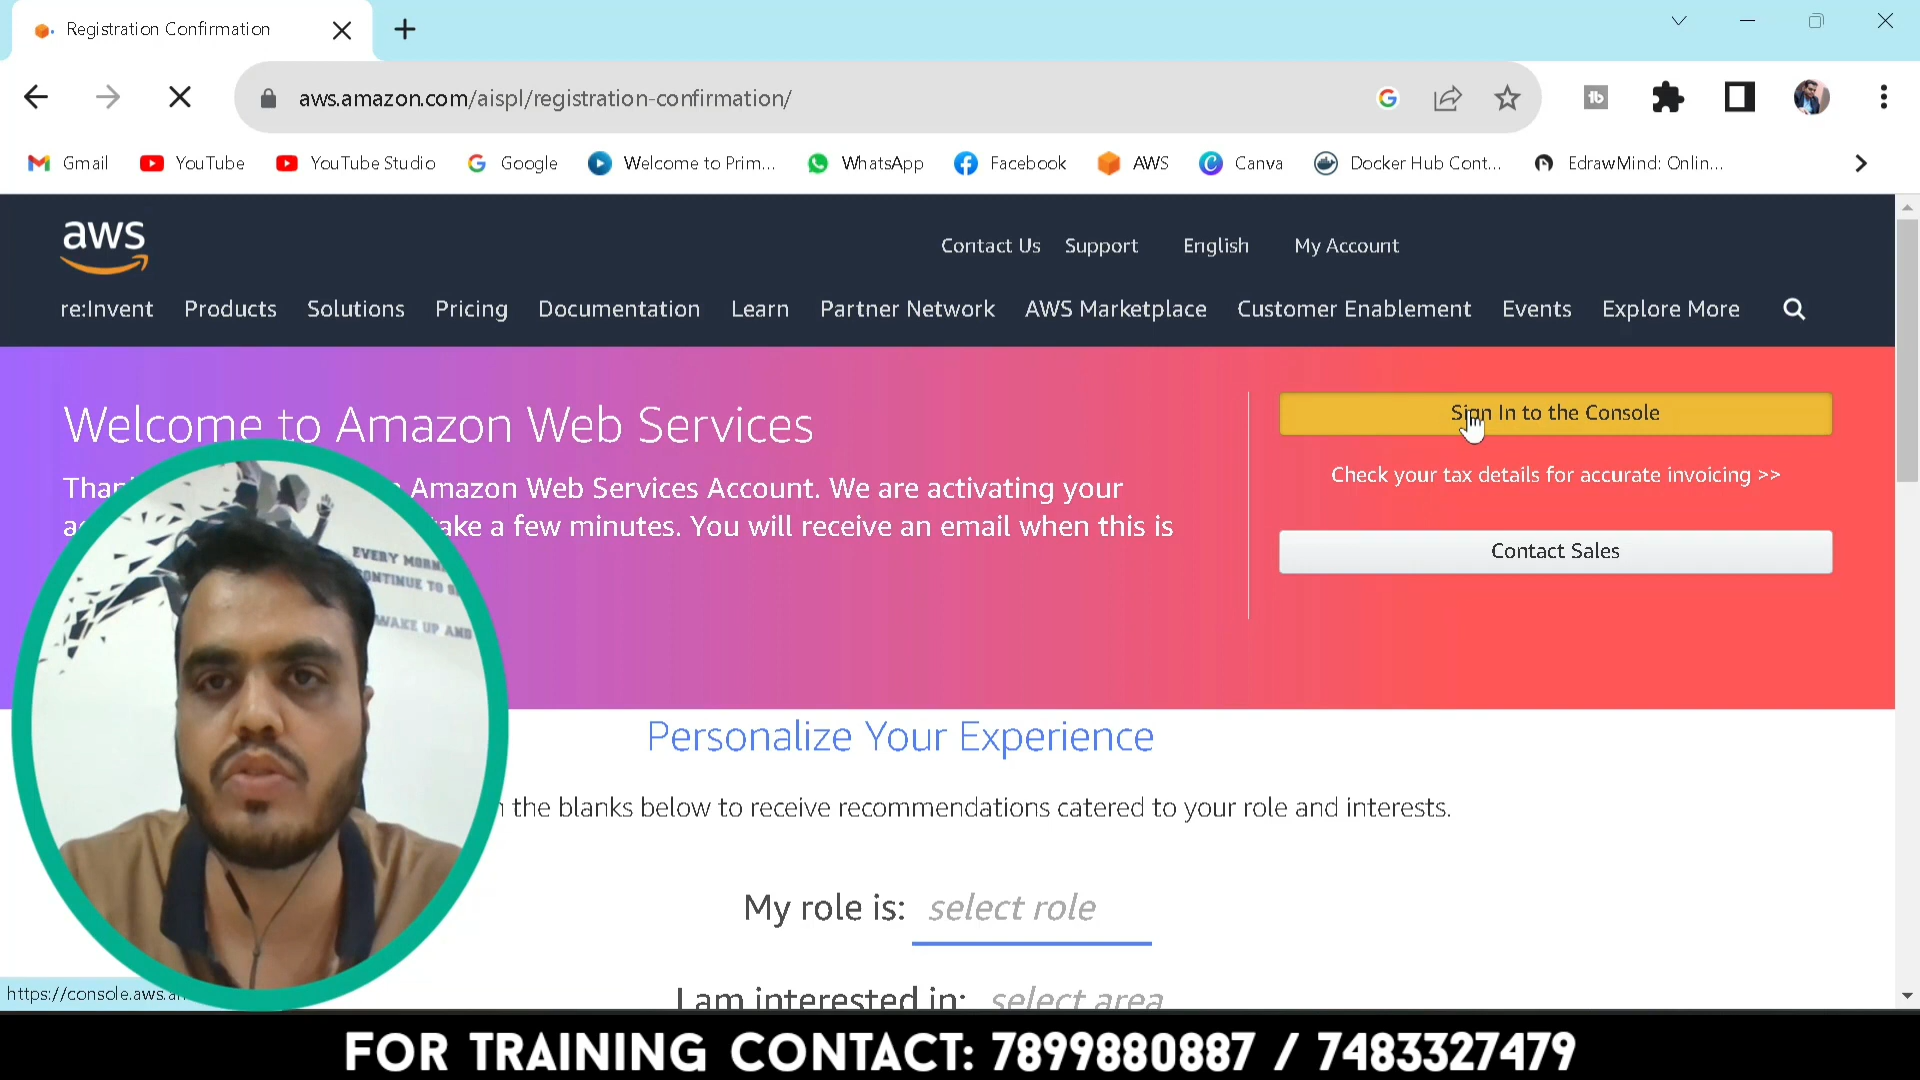 Registration Confirmation
aws.amazon.com/aispl/registration-confirmation/
Gmail YouTube YouTube Studio Google Welcome to Prim... WhatsApp Facebook AWS Canva Docker Hub Cont... EdrawMind: Onlin...
aws
Contact Us Support English My Account
re:Invent Products Solutions Pricing Documentation Learn Partner Network AWS Marketplace Customer Enablement Events Explore More
Welcome to Amazon Web Services
Amazon Web Services Account. We are activating your
a few minutes. You will receive an email when this is
Sign In to the Console
Check your tax details for accurate invoicing >>
Contact Sales
EVERY
CONTINUE TO
WAKE UP AND
Personalize Your Experience
the blanks below to receive recommendations catered to your role and interests.
My role is: select role
I am interested in: select area
https://console.aws.a
FOR TRAINING CONTACT: 7899880887 / 7483327479